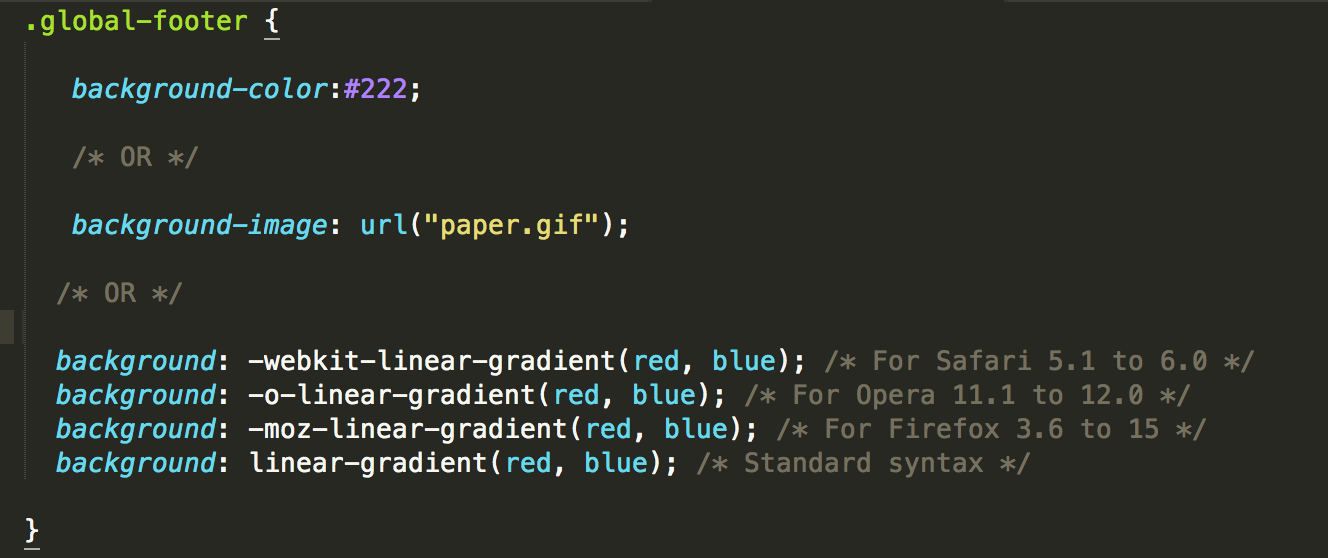 .global-footer {
background-color:#222;
/* OR */
background-image: url("paper.gif");
/* OR */
background: -webkit-linear-gradient(red, blue); /* For Safari 5.1 to 6.0 */
background: -o-linear-gradient(red, blue); /* For Opera 11.1 to 12.0 */
background: -moz-linear-gradient(red, blue); /* For Firefox 3.6 to 15 */
background: linear-gradient(red, blue); /* Standard syntax */
}